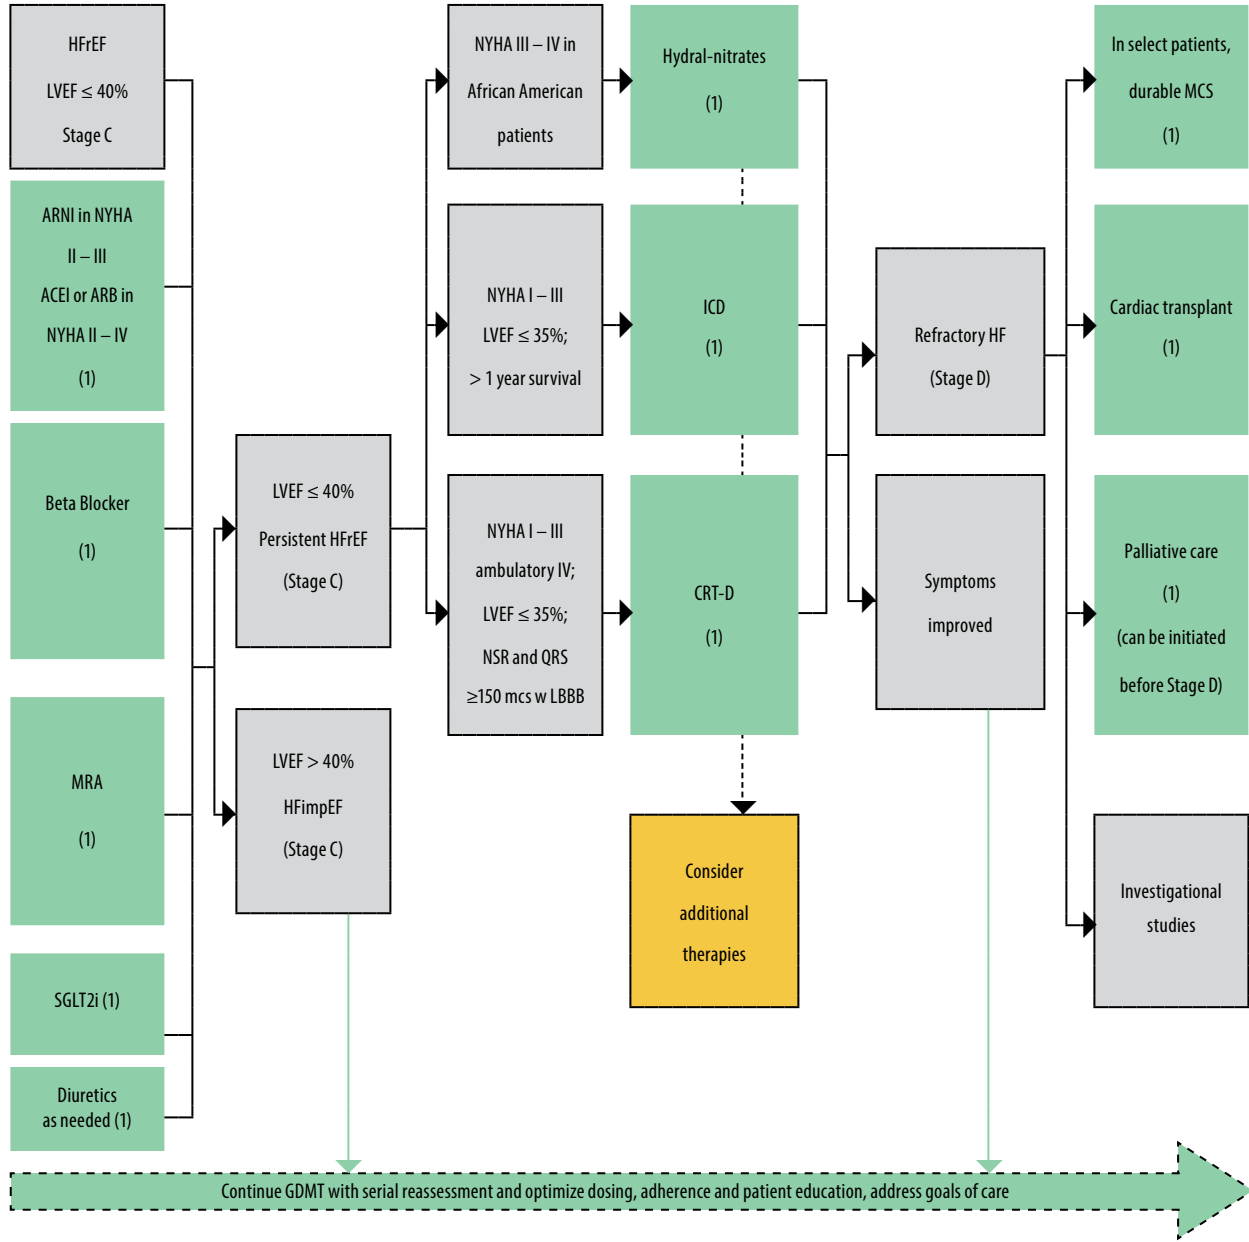 HFrEF
LVEF ≤ 40%
Stage C
ARNI in NYHA
II – III
ACEI or ARB in
NYHA II – IV
(1)
Beta Blocker
(1)
MRA
(1)
SGLT2i (1)
Diuretics
as needed (1)
LVEF ≤ 40%
Persistent HFrEF
(Stage C)
LVEF > 40%
HFimpEF
(Stage C)
NYHA III – IV in
African American
patients
NYHA I – III
LVEF ≤ 35%;
> 1 year survival
NYHA I – III
ambulatory IV;
LVEF ≤ 35%;
NSR and QRS
≥150 mcs w LBBB
Hydral-nitrates
(1)
ICD
(1)
CRT-D
(1)
Consider
additional
therapies
Refractory HF
(Stage D)
Symptoms
improved
In select patients,
durable MCS
(1)
Cardiac transplant
(1)
Palliative care
(1)
(can be initiated
before Stage D)
Investigational
studies
Continue GDMT with serial reassessment and optimize dosing, adherence and patient education, address goals of care